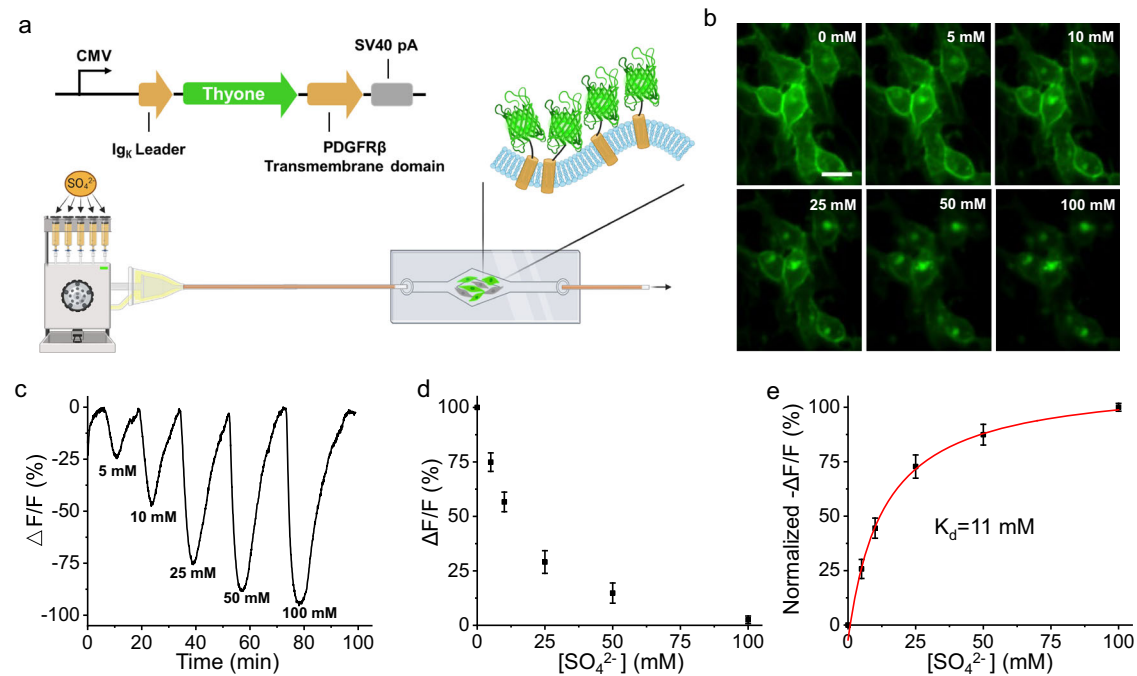 a
CMV
SV40 pA
Thyone
Igκ Leader
PDGFRβ
Transmembrane domain
SO₄²⁻
b
0 mM
5 mM
10 mM
25 mM
50 mM
100 mM
c
△F/F (%)
0
-25
-50
-75
-100
5 mM
10 mM
25 mM
50 mM
100 mM
0 20 40 60 80 100
Time (min)
d
ΔF/F (%)
100
75
50
25
0
0 25 50 75 100
[SO₄²⁻] (mM)
e
Normalized -ΔF/F (%)
100
75
50
25
0
K_d=11 mM
0 25 50 75 100
[SO₄²⁻] (mM)